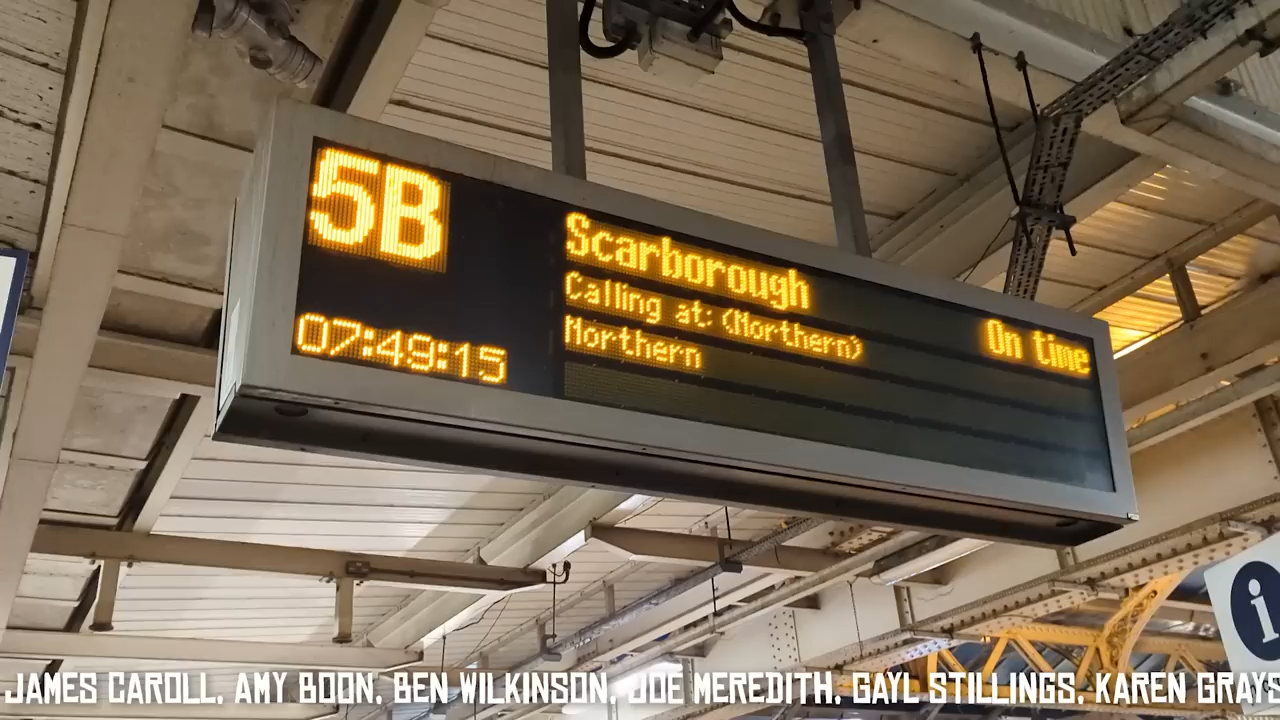 5B
Scarborough
Calling at: (Northern)
On time
Northern
07:49:15
i
JAMES CAROLL, AMY BOON, BEN WILKINSON, JOE MEREDITH, GAYL STILLINGS, KAREN GRAYS